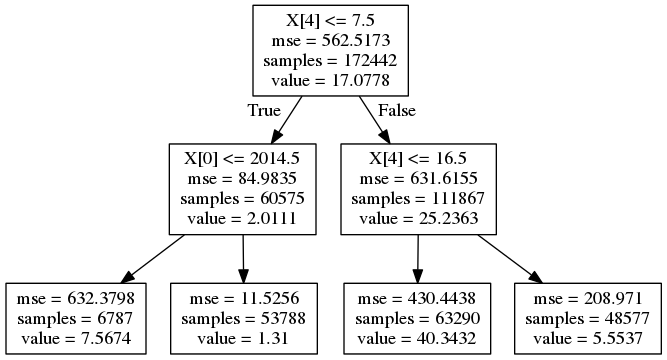 X[4] <= 7.5
mse = 562.5173
samples = 172442
value = 17.0778
True
False
X[0] <= 2014.5
mse = 84.9835
samples = 60575
value = 2.0111
X[4] <= 16.5
mse = 631.6155
samples = 111867
value = 25.2363
mse = 632.3798
samples = 6787
value = 7.5674
mse = 11.5256
samples = 53788
value = 1.31
mse = 430.4438
samples = 63290
value = 40.3432
mse = 208.971
samples = 48577
value = 5.5537